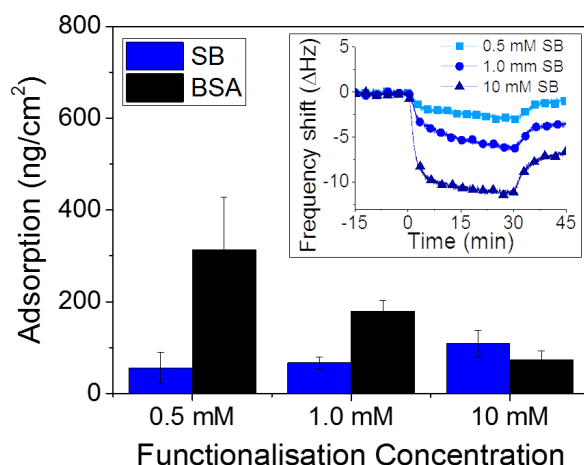 800
600
400
200
0
Adsorption (ng/cm²)
SB
BSA
0.5 mM SB
1.0 mm SB
10 mM SB
5
0
-5
-10
Frequency shift (ΔHz)
-15 0 15 30 45
Time (min)
0.5 mM 1.0 mM 10 mM
Functionalisation Concentration